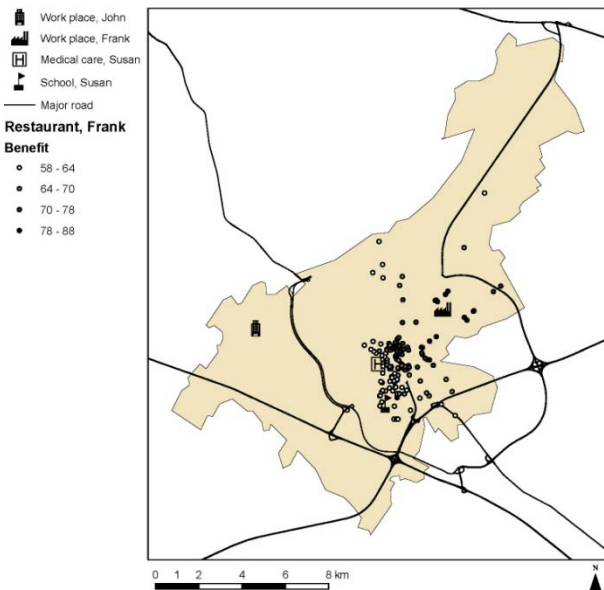 Work place, John
Work place, Frank
H Medical care, Susan
School, Susan
Major road
Restaurant, Frank
Benefit
58 - 64
64 - 70
70 - 78
78 - 88
H
0 1 2 4 6 8 km
N